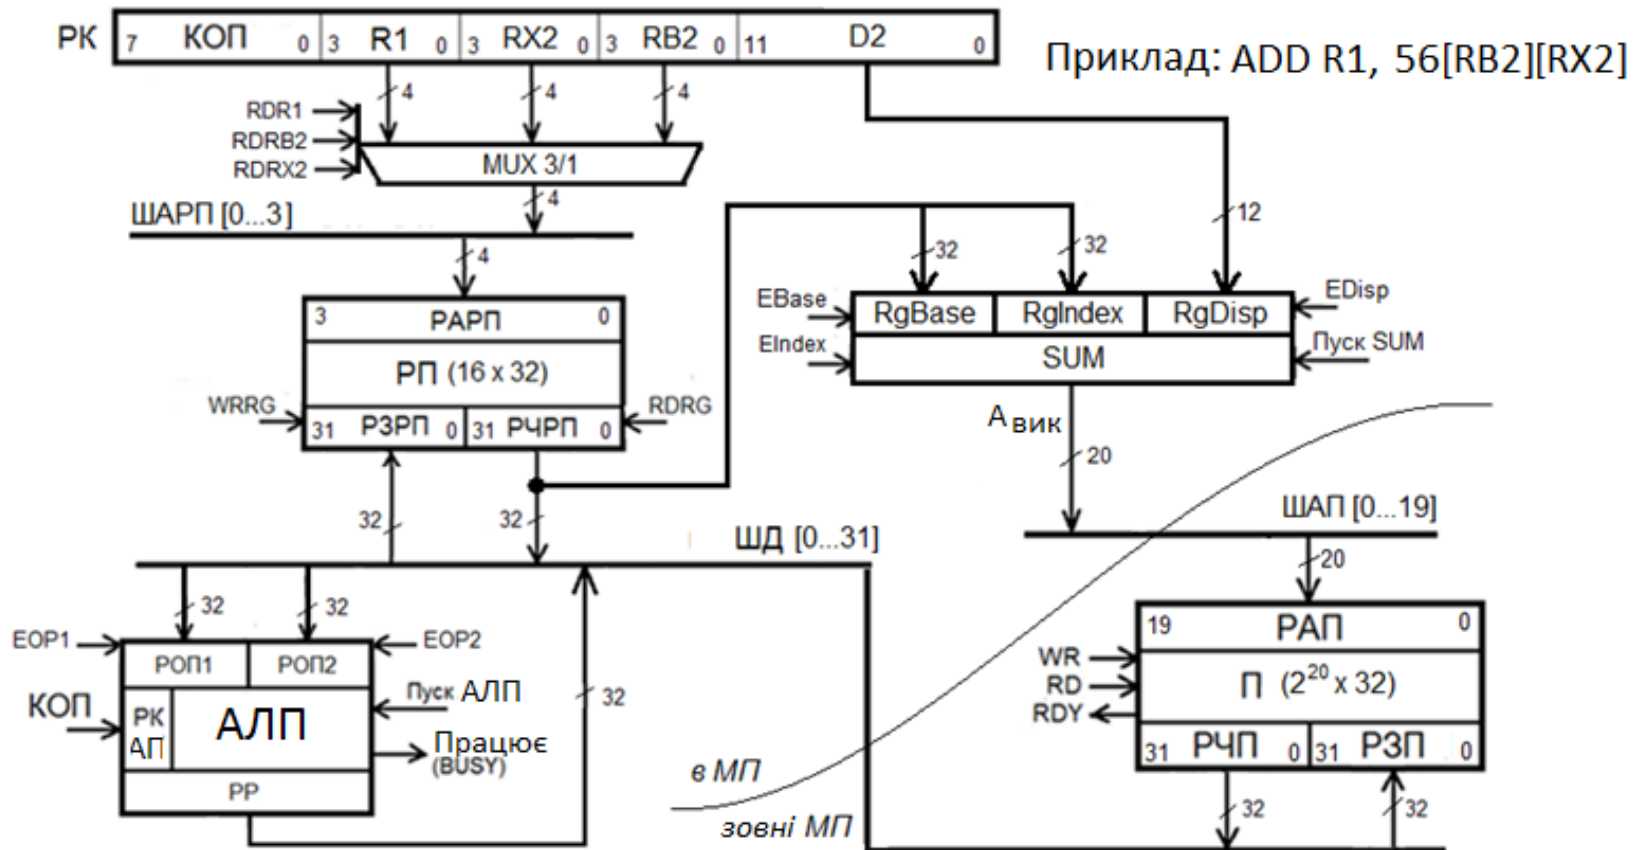 РК 7 КОП 0 3 R1 0 3 RX2 0 3 RB2 0 11 D2 0
Приклад: ADD R1, 56[RB2][RX2]
4 4 4
RDR1
RDRB2
RDRX2
MUX 3/1
4
ШАРП [0...3]
4
12
32 32
3 РАРП 0
РП (16 x 32)
WRRG
31 РЗРП 0 31 РЧРП 0
RDRG
EBase
EIndex
RgBase RgIndex RgDisp
SUM
EDisp
Пуск SUM
А вик
20
32 32
ШД [0...31]
ШАП [0...19]
20
32 32
EOP1
EOP2
РОП1 РОП2
КОП
РК АП
АЛП
Пуск АЛП
Працює
(BUSY)
РР
32
в МП
зовні МП
19 РАП 0
WR
RD
RDY
П (2²⁰ x 32)
31 РЧП 0 31 РЗП 0
32 32